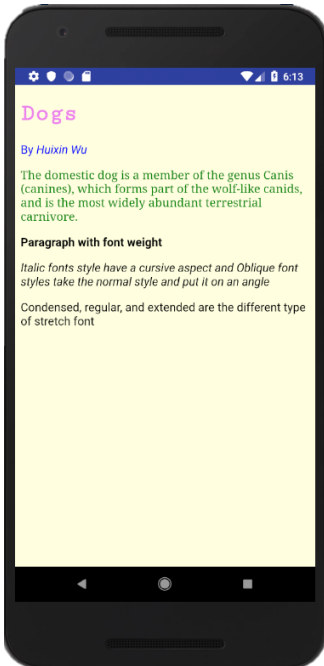 6:13
Dogs
By Huixin Wu
The domestic dog is a member of the genus Canis
(canines), which forms part of the wolf-like canids,
and is the most widely abundant terrestrial
carnivore.
Paragraph with font weight
Italic fonts style have a cursive aspect and Oblique font
styles take the normal style and put it on an angle
Condensed, regular, and extended are the different type
of stretch font